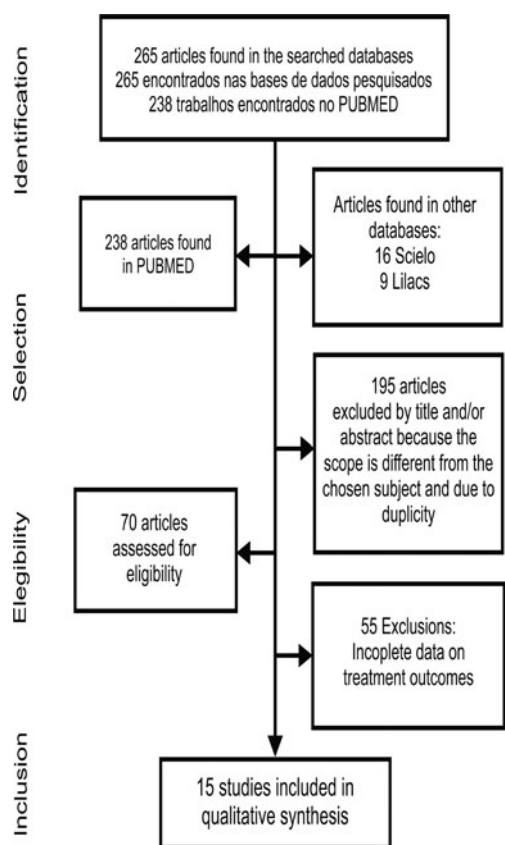 Identification
265 articles found in the searched databases
265 encontrados nas bases de dados pesquisados
238 trabalhos encontrados no PUBMED
238 articles found
in PUBMED
Articles found in other
databases:
16 Scielo
9 Lilacs
Selection
195 articles
excluded by title and/or
abstract because the
scope is different from the
chosen subject and due to
duplicity
Elegibility
70 articles
assessed for
eligibility
55 Exclusions:
Incoplete data on
treatment outcomes
Inclusion
15 studies included in
qualitative synthesis